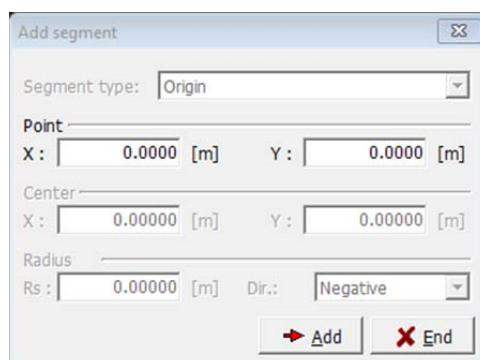 Add segment
Segment type: Origin
Point
X : 0.0000 [m] Y : 0.0000 [m]
Center
X : 0.00000 [m] Y : 0.00000 [m]
Radius
Rs : 0.00000 [m] Dir.: Negative
Add End